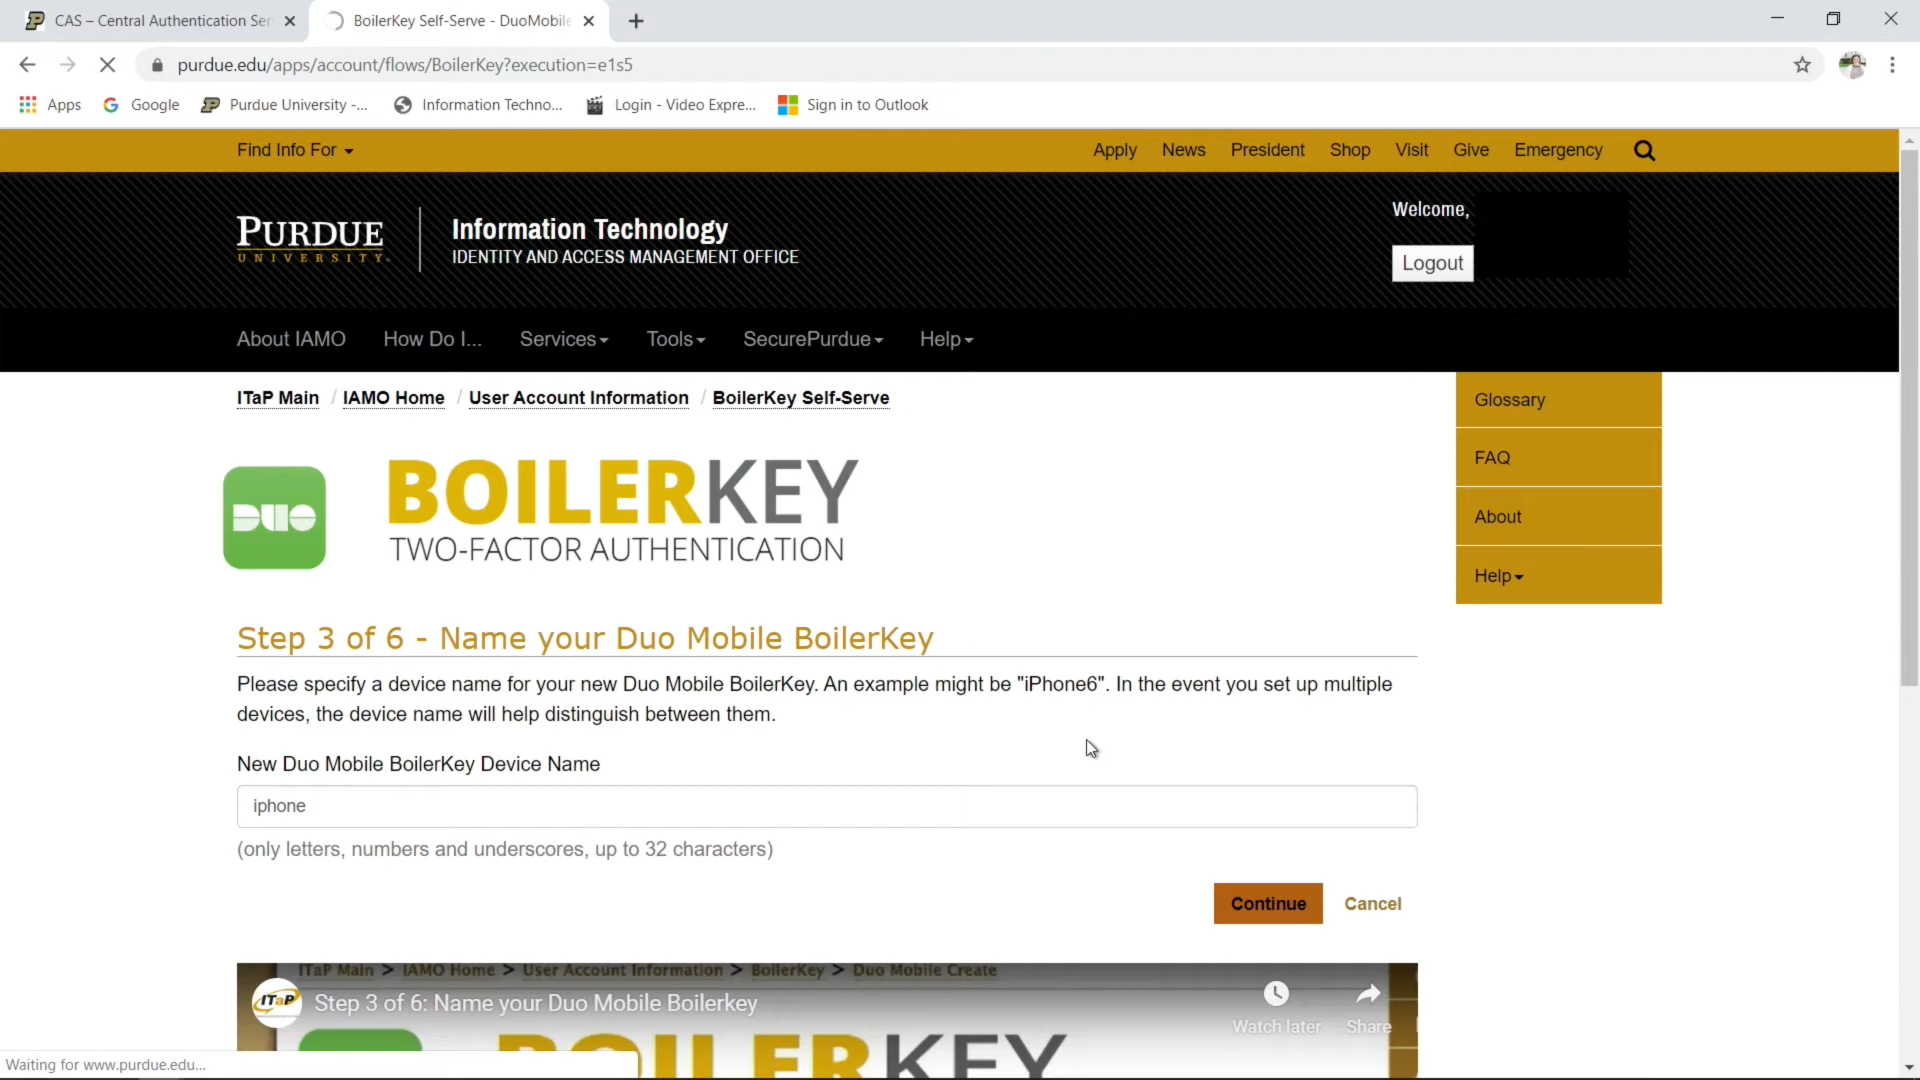 CAS – Central Authentication Ser
BoilerKey Self-Serve - DuoMobile
purdue.edu/apps/account/flows/BoilerKey?execution=e1s5
Apps
Google
Purdue University -...
Information Techno...
Login - Video Expre...
Sign in to Outlook
Find Info For
Apply
News
President
Shop
Visit
Give
Emergency
PURDUE
UNIVERSITY
Information Technology
IDENTITY AND ACCESS MANAGEMENT OFFICE
Welcome,
Logout
About IAMO
How Do I...
Services
Tools
SecurePurdue
Help
ITaP Main / IAMO Home / User Account Information / BoilerKey Self-Serve
Glossary
FAQ
About
Help
DUO
BOILERKEY
TWO-FACTOR AUTHENTICATION
Step 3 of 6 - Name your Duo Mobile BoilerKey
Please specify a device name for your new Duo Mobile BoilerKey. An example might be "iPhone6". In the event you set up multiple
devices, the device name will help distinguish between them.
New Duo Mobile BoilerKey Device Name
iphone
(only letters, numbers and underscores, up to 32 characters)
Continue
Cancel
ITaP Main > IAMO Home > User Account Information > BoilerKey > Duo Mobile Create
ITaP
Step 3 of 6: Name your Duo Mobile Boilerkey
Watch later
Share
BOILERKEY
Waiting for www.purdue.edu...